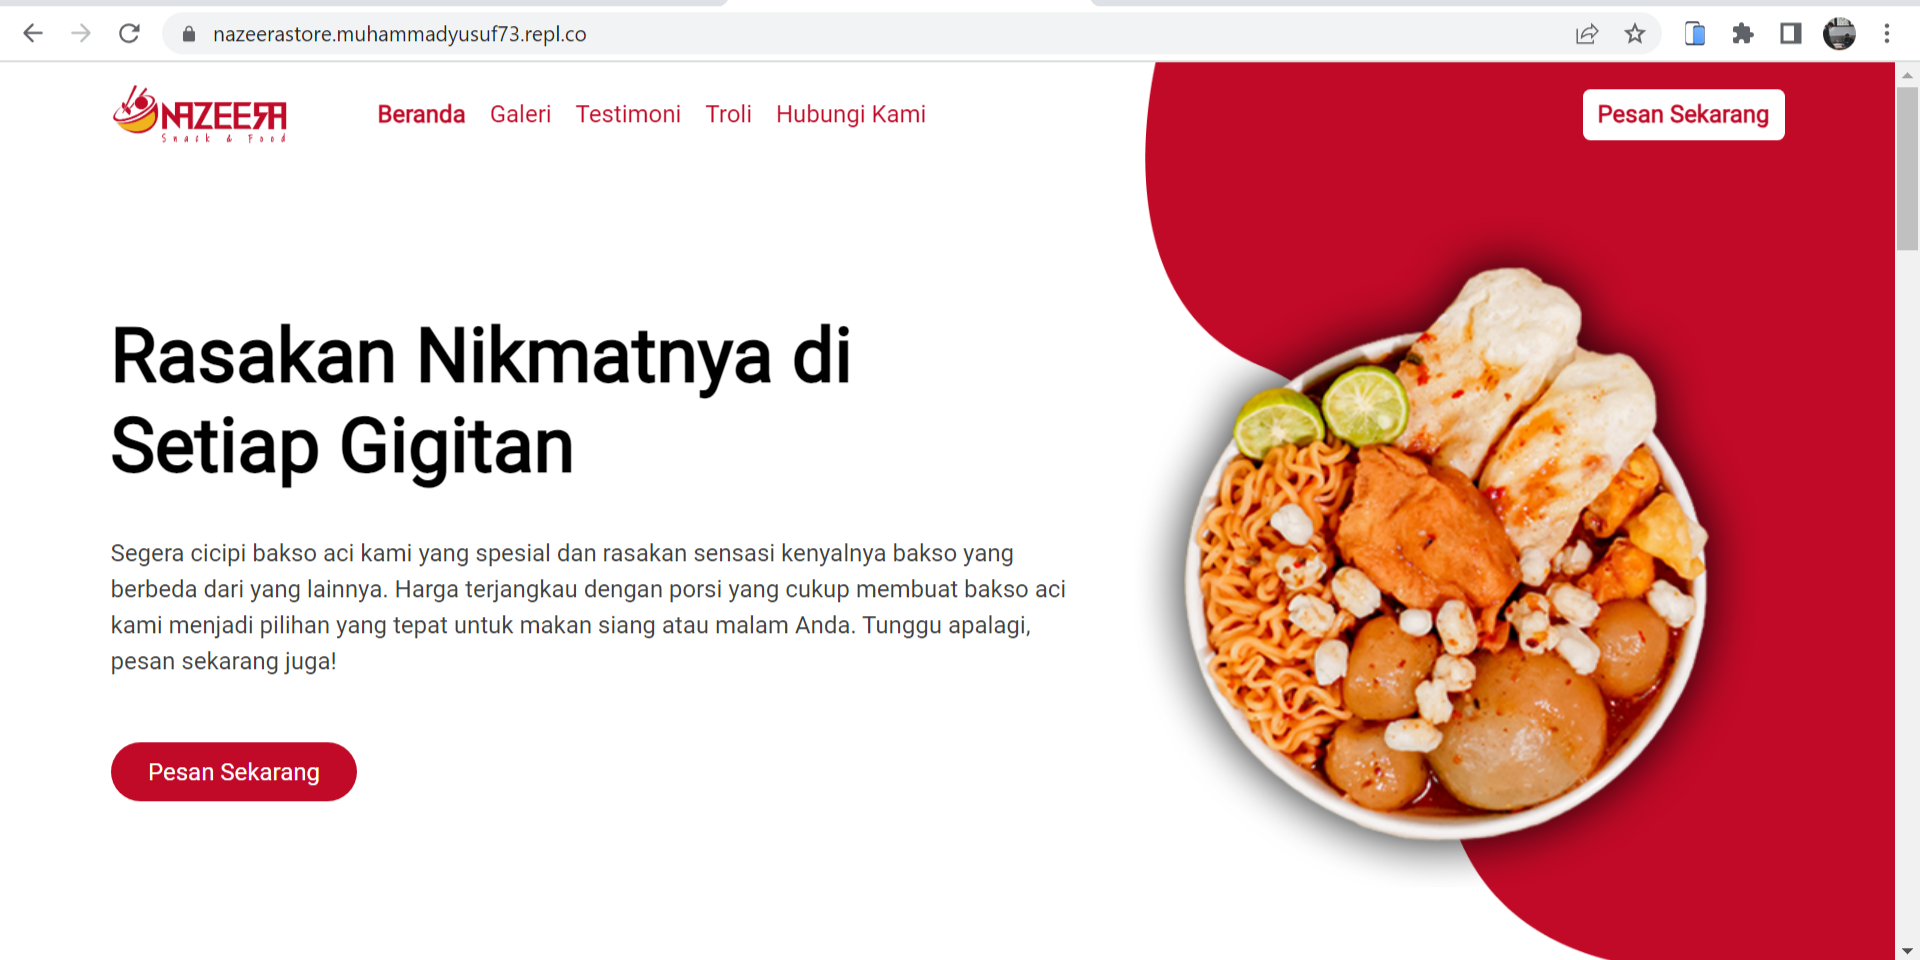 nazeerastore.muhammadyusuf73.repl.co
NAZEERA
Snack & Food
Beranda Galeri Testimoni Troli Hubungi Kami
Pesan Sekarang
Rasakan Nikmatnya di
Setiap Gigitan
Segera cicipi bakso aci kami yang spesial dan rasakan sensasi kenyalnya bakso yang
berbeda dari yang lainnya. Harga terjangkau dengan porsi yang cukup membuat bakso aci
kami menjadi pilihan yang tepat untuk makan siang atau malam Anda. Tunggu apalagi,
pesan sekarang juga!
Pesan Sekarang